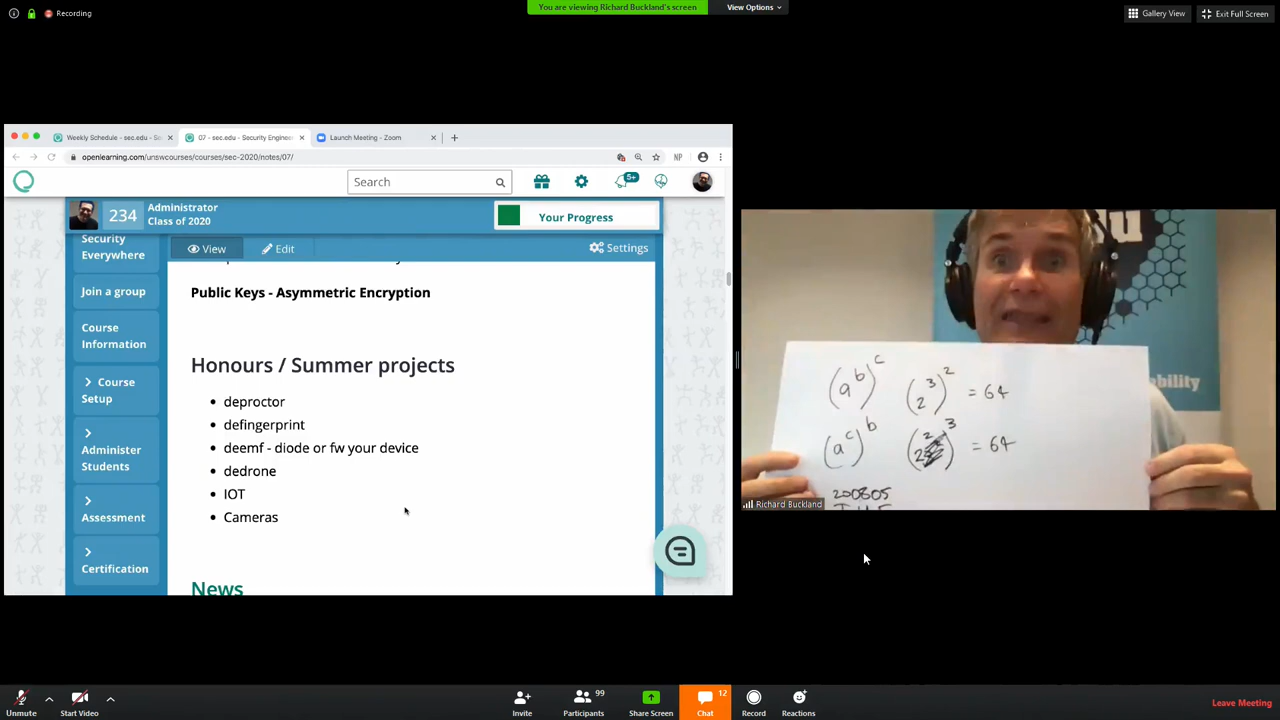 Recording
You are viewing Richard Buckland's screen
View Options
Gallery View
Exit Full Screen
Weekly Schedule - sec.edu - Sec
07 - sec.edu - Security Enginee
Launch Meeting - Zoom
openlearning.com/unswcourses/courses/sec-2020/notes/07/
NP
Search
5+
234
Administrator
Class of 2020
Your Progress
View
Edit
Settings
Security
Everywhere
Join a group
Course
Information
Course
Setup
Administer
Students
Assessment
Certification
Public Keys - Asymmetric Encryption
Honours / Summer projects
deproctor
defingerprint
deemf - diode or fw your device
dedrone
IOT
Cameras
News
(a^b)^c (2^3)^2 = 64
(a^c)^b (2^2)^3 = 64
200805
Richard Buckland
Unmute
Start Video
Invite
Participants
99
Share Screen
Chat
12
Record
Reactions
Leave Meeting